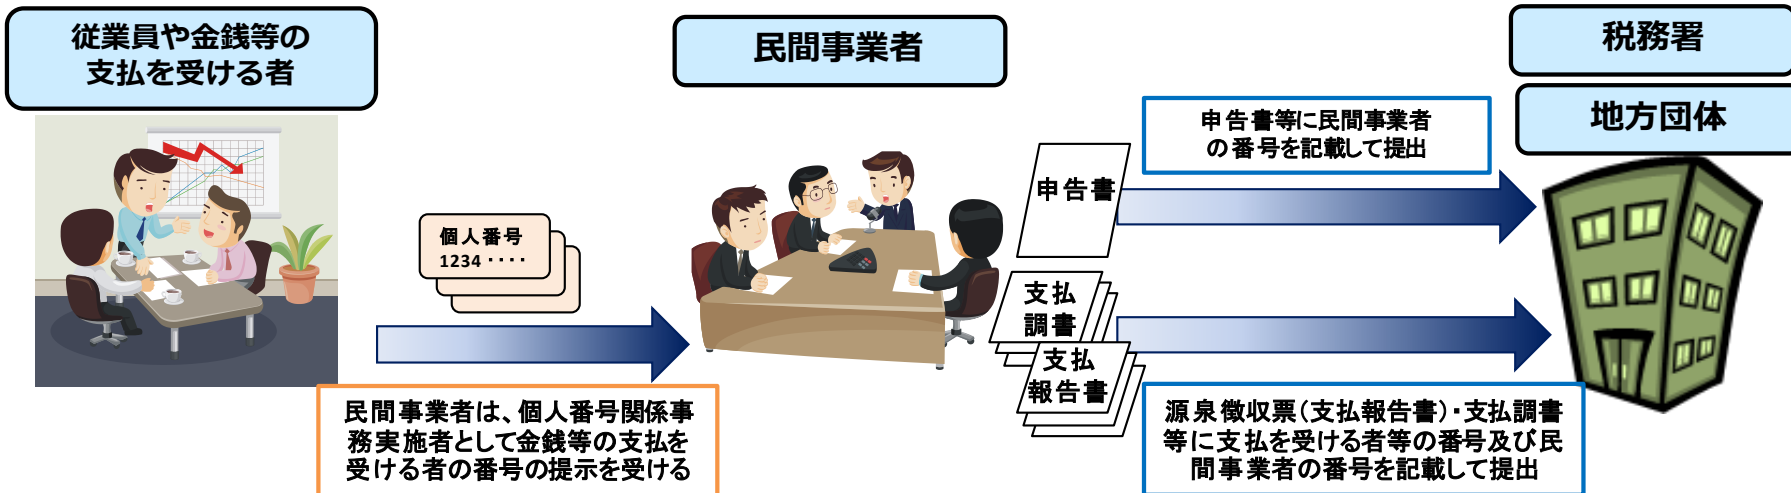 従業員や金銭等の
支払を受ける者
民間事業者
税務署
地方団体
申告書等に民間事業者
の番号を記載して提出
申告書
個人番号
1234 ････
支払
調書
支払
報告書
民間事業者は、個人番号関係事
務実施者として金銭等の支払を
受ける者の番号の提示を受ける
源泉徴収票(支払報告書)・支払調書
等に支払を受ける者等の番号及び民
間事業者の番号を記載して提出